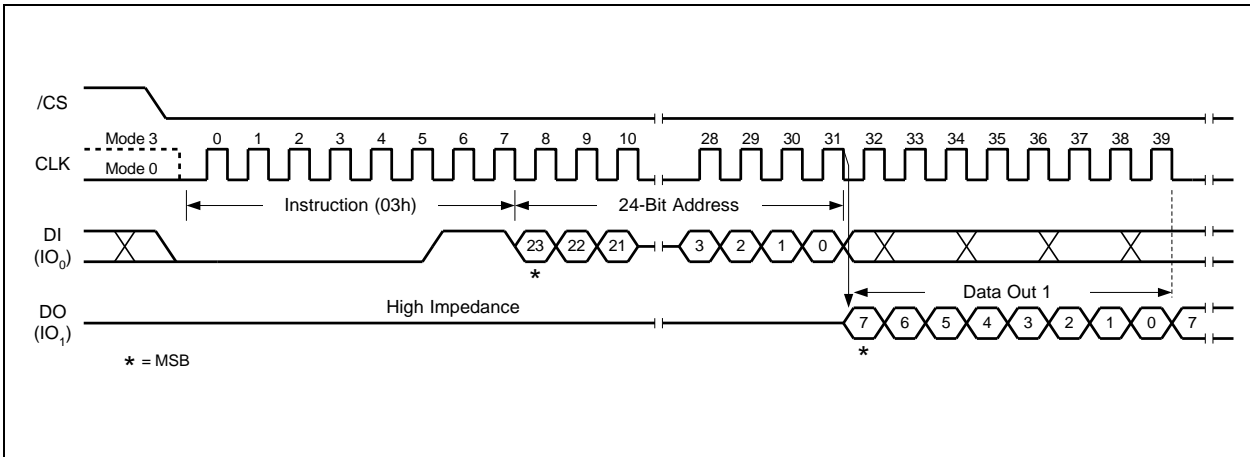 /CS
Mode 3
0 1 2 3 4 5 6 7 8 9 10 28 29 30 31 32 33 34 35 36 37 38 39
CLK
Mode 0
Instruction (03h) 24-Bit Address
DI
(IO0)
23 22 21 3 2 1 0
*
High Impedance Data Out 1
DO
(IO1)
7 6 5 4 3 2 1 0 7
*
* = MSB